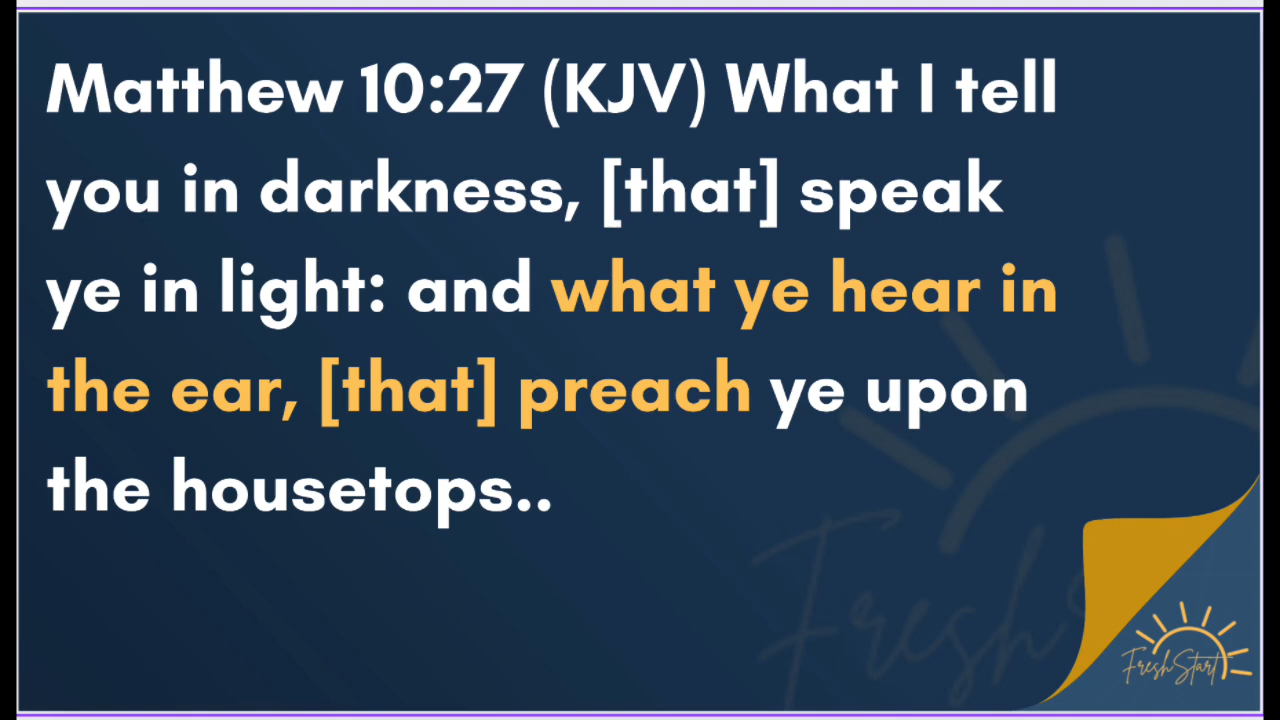 Matthew 10:27 (KJV) What I tell
you in darkness, [that] speak
ye in light: and what ye hear in
the ear, [that] preach ye upon
the housetops..
Fresh S
FreshStart